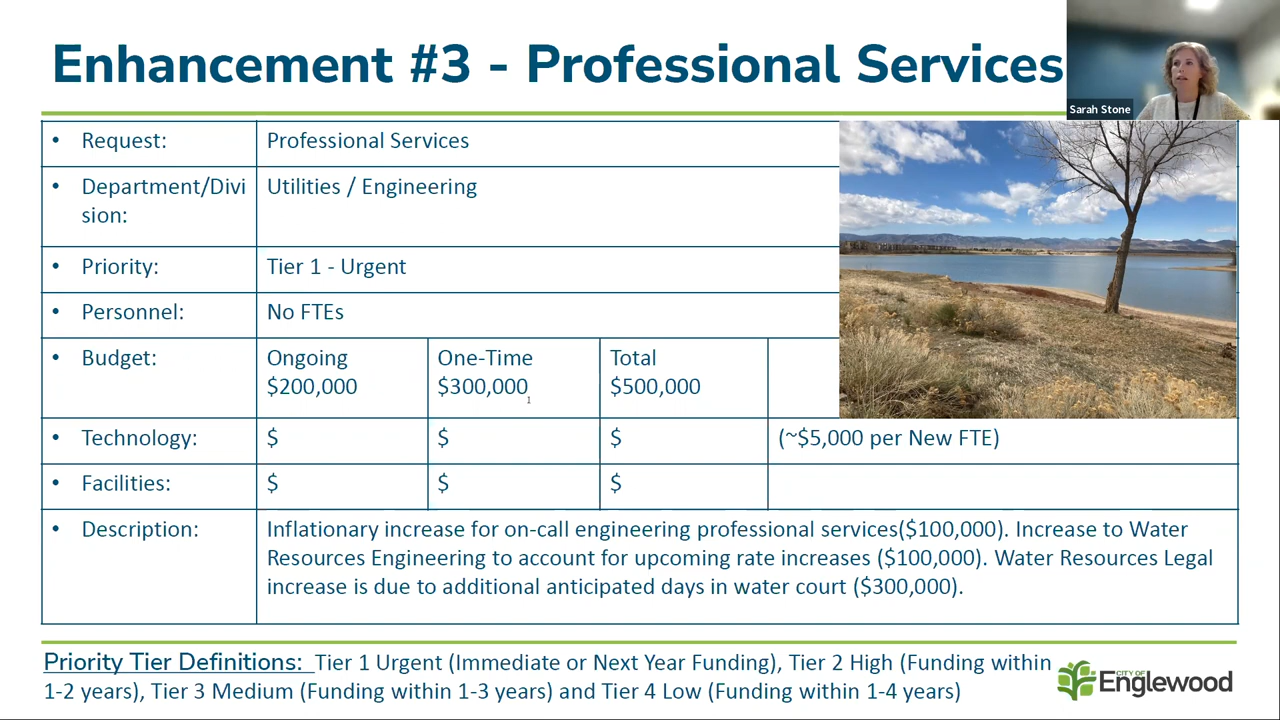 Enhancement #3 - Professional Services
Sarah Stone
• Request: Professional Services
• Department/Divi
sion: Utilities / Engineering
• Priority: Tier 1 - Urgent
• Personnel: No FTEs
• Budget: Ongoing One-Time Total
$200,000 $300,000 $500,000
1
• Technology: $ $ $ (~$5,000 per New FTE)
• Facilities: $ $ $
• Description: Inflationary increase for on-call engineering professional services($100,000). Increase to Water
Resources Engineering to account for upcoming rate increases ($100,000). Water Resources Legal
increase is due to additional anticipated days in water court ($300,000).
Priority Tier Definitions: Tier 1 Urgent (Immediate or Next Year Funding), Tier 2 High (Funding within
1-2 years), Tier 3 Medium (Funding within 1-3 years) and Tier 4 Low (Funding within 1-4 years)
CITY OF
Englewood